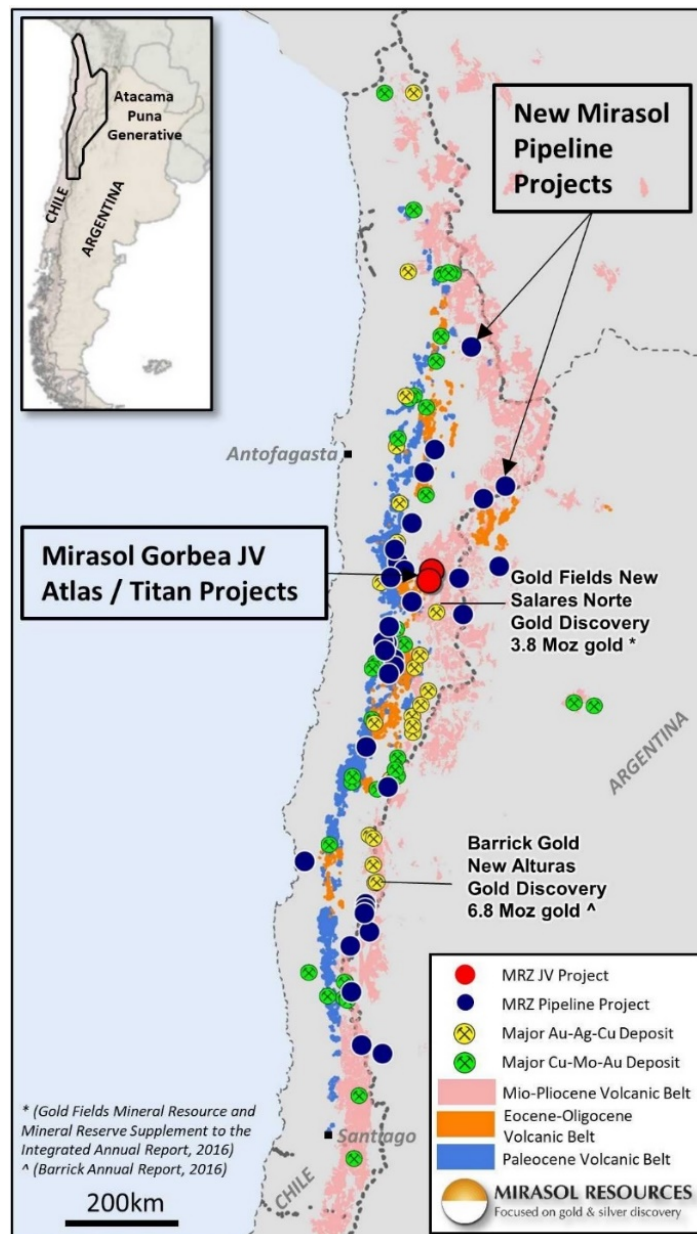 Atacama
Puna
Generative
CHILE
ARGENTINA
New Mirasol
Pipeline
Projects
Antofagasta
Mirasol Gorbea JV
Atlas / Titan Projects
Gold Fields New
Salares Norte
Gold Discovery
3.8 Moz gold *
ARGENTINA
Barrick Gold
New Alturas
Gold Discovery
6.8 Moz gold ^
MRZ JV Project
MRZ Pipeline Project
Major Au-Ag-Cu Deposit
Major Cu-Mo-Au Deposit
Mio-Pliocene Volcanic Belt
Eocene-Oligocene
Volcanic Belt
Paleocene Volcanic Belt
MIRASOL RESOURCES
Focused on gold & silver discovery
* (Gold Fields Mineral Resource and
Mineral Reserve Supplement to the
Integrated Annual Report, 2016)
^ (Barrick Annual Report, 2016)
Santiago
CHILE
200km